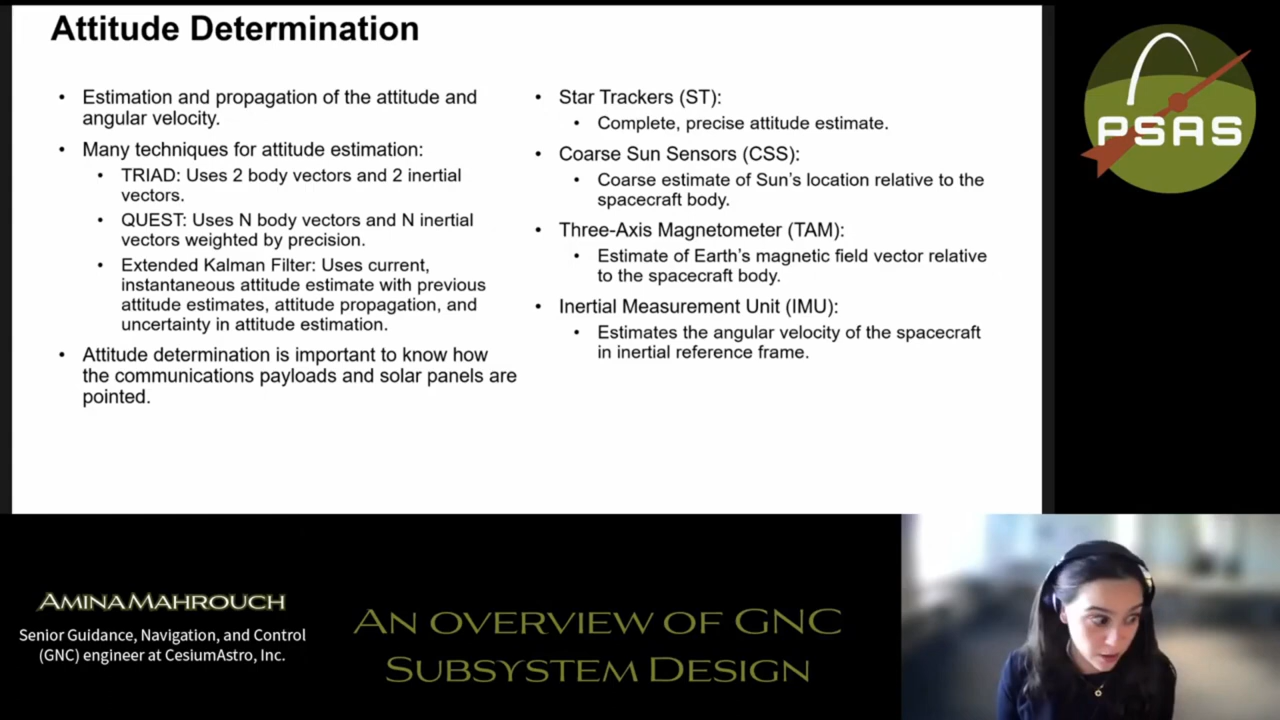 Attitude Determination
• Estimation and propagation of the attitude and
angular velocity.
• Many techniques for attitude estimation:
• TRIAD: Uses 2 body vectors and 2 inertial
vectors.
• QUEST: Uses N body vectors and N inertial
vectors weighted by precision.
• Extended Kalman Filter: Uses current,
instantaneous attitude estimate with previous
attitude estimates, attitude propagation, and
uncertainty in attitude estimation.
• Attitude determination is important to know how
the communications payloads and solar panels are
pointed.
• Star Trackers (ST):
• Complete, precise attitude estimate.
• Coarse Sun Sensors (CSS):
• Coarse estimate of Sun's location relative to the
spacecraft body.
• Three-Axis Magnetometer (TAM):
• Estimate of Earth's magnetic field vector relative
to the spacecraft body.
• Inertial Measurement Unit (IMU):
• Estimates the angular velocity of the spacecraft
in inertial reference frame.
PSAS
Amina Mahrouch
Senior Guidance, Navigation, and Control
(GNC) engineer at CesiumAstro, Inc.
An overview of GNC
Subsystem Design